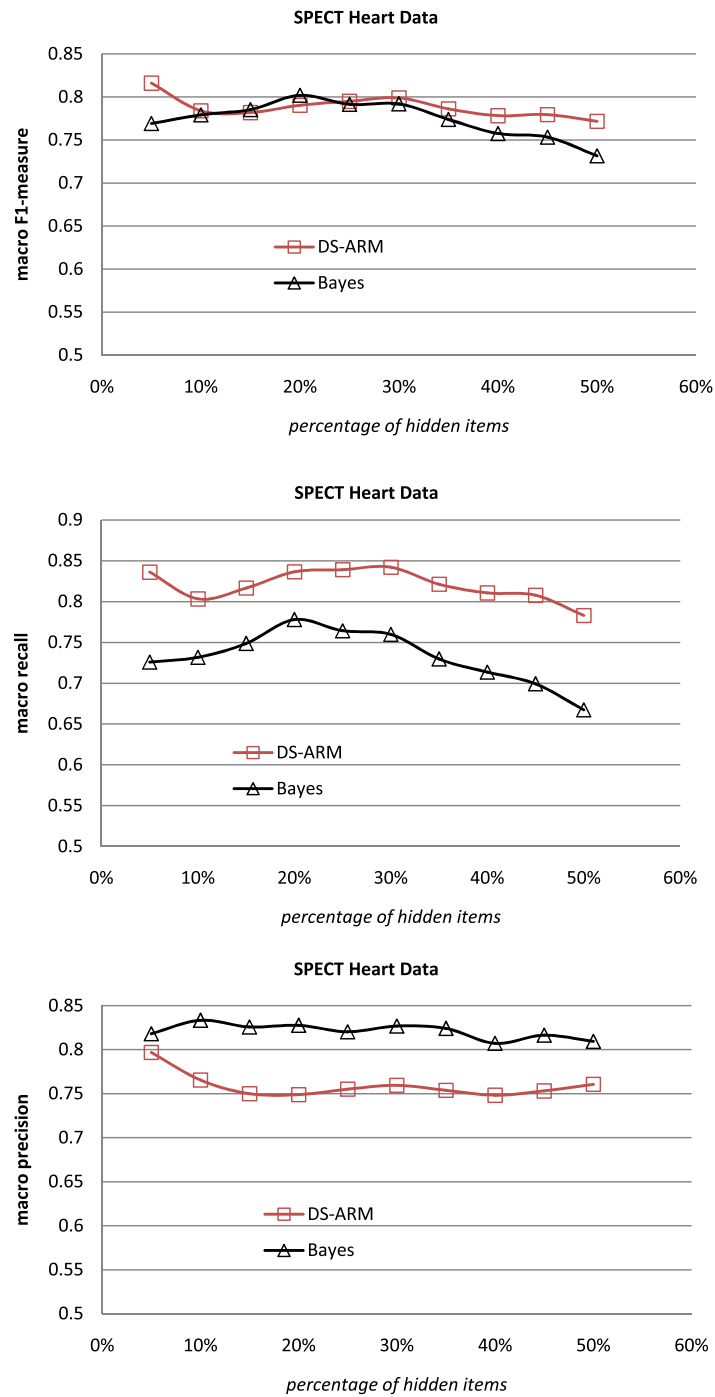 SPECT Heart Data
0.85
0.8
0.75
0.7
0.65
0.6
0.55
0.5
macro F1-measure
DS-ARM
Bayes
0% 10% 20% 30% 40% 50% 60%
percentage of hidden items
SPECT Heart Data
0.9
0.85
0.8
0.75
0.7
0.65
0.6
0.55
0.5
macro recall
DS-ARM
Bayes
0% 10% 20% 30% 40% 50% 60%
percentage of hidden items
SPECT Heart Data
0.85
0.8
0.75
0.7
0.65
0.6
0.55
0.5
macro precision
DS-ARM
Bayes
0% 10% 20% 30% 40% 50% 60%
percentage of hidden items